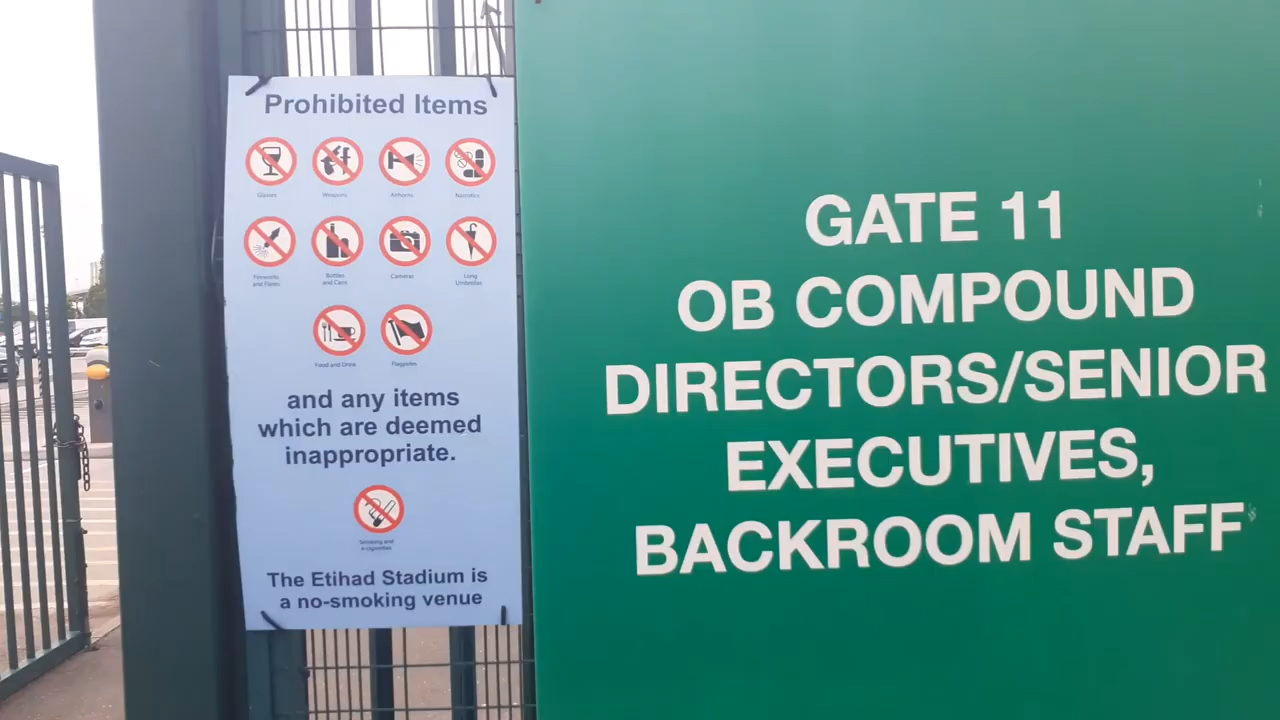 Prohibited Items
Glasses
Weapons
Airhorns
Narcotics
Fireworks
and Flares
Bottles
and Cans
Cameras
Long
Umbrellas
Food and Drink
Flagpoles
and any items
which are deemed
inappropriate.
Smoking and
e-cigarettes
The Etihad Stadium is
a no-smoking venue
GATE 11
OB COMPOUND
DIRECTORS/SENIOR
EXECUTIVES,
BACKROOM STAFF